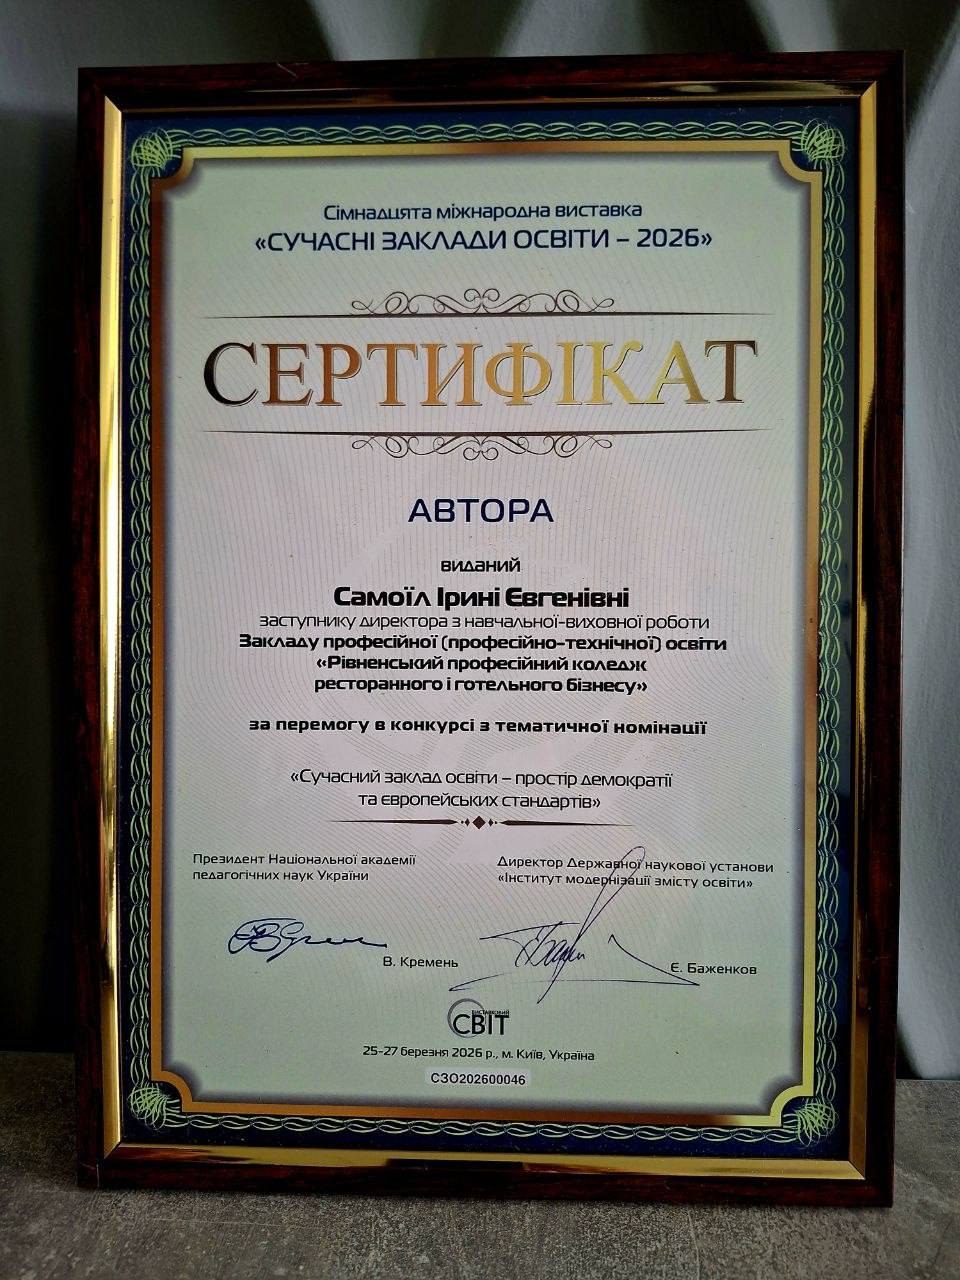 Сімнадцята міжнародна виставка
«СУЧАСНІ ЗАКЛАДИ ОСВІТИ – 2026»
СЕРТИФІКАТ
АВТОРА
виданий
Самоїл Ірині Євгенівні
заступнику директора з навчальної-виховної роботи
Закладу професійної (професійно-технічної) освіти
«Рівненський професійний коледж
ресторанного і готельного бізнесу»
за перемогу в конкурсі з тематичної номінації
«Сучасний заклад освіти – простір демократії
та європейських стандартів»
Президент Національної академії
педагогічних наук України
В. Кремень
Директор Державної наукової установи
«Інститут модернізації змісту освіти»
Є. Баженков
ВИСТАВКОВИЙ
СВІТ
25-27 березня 2026 р., м. Київ, Україна
СЗО202600046